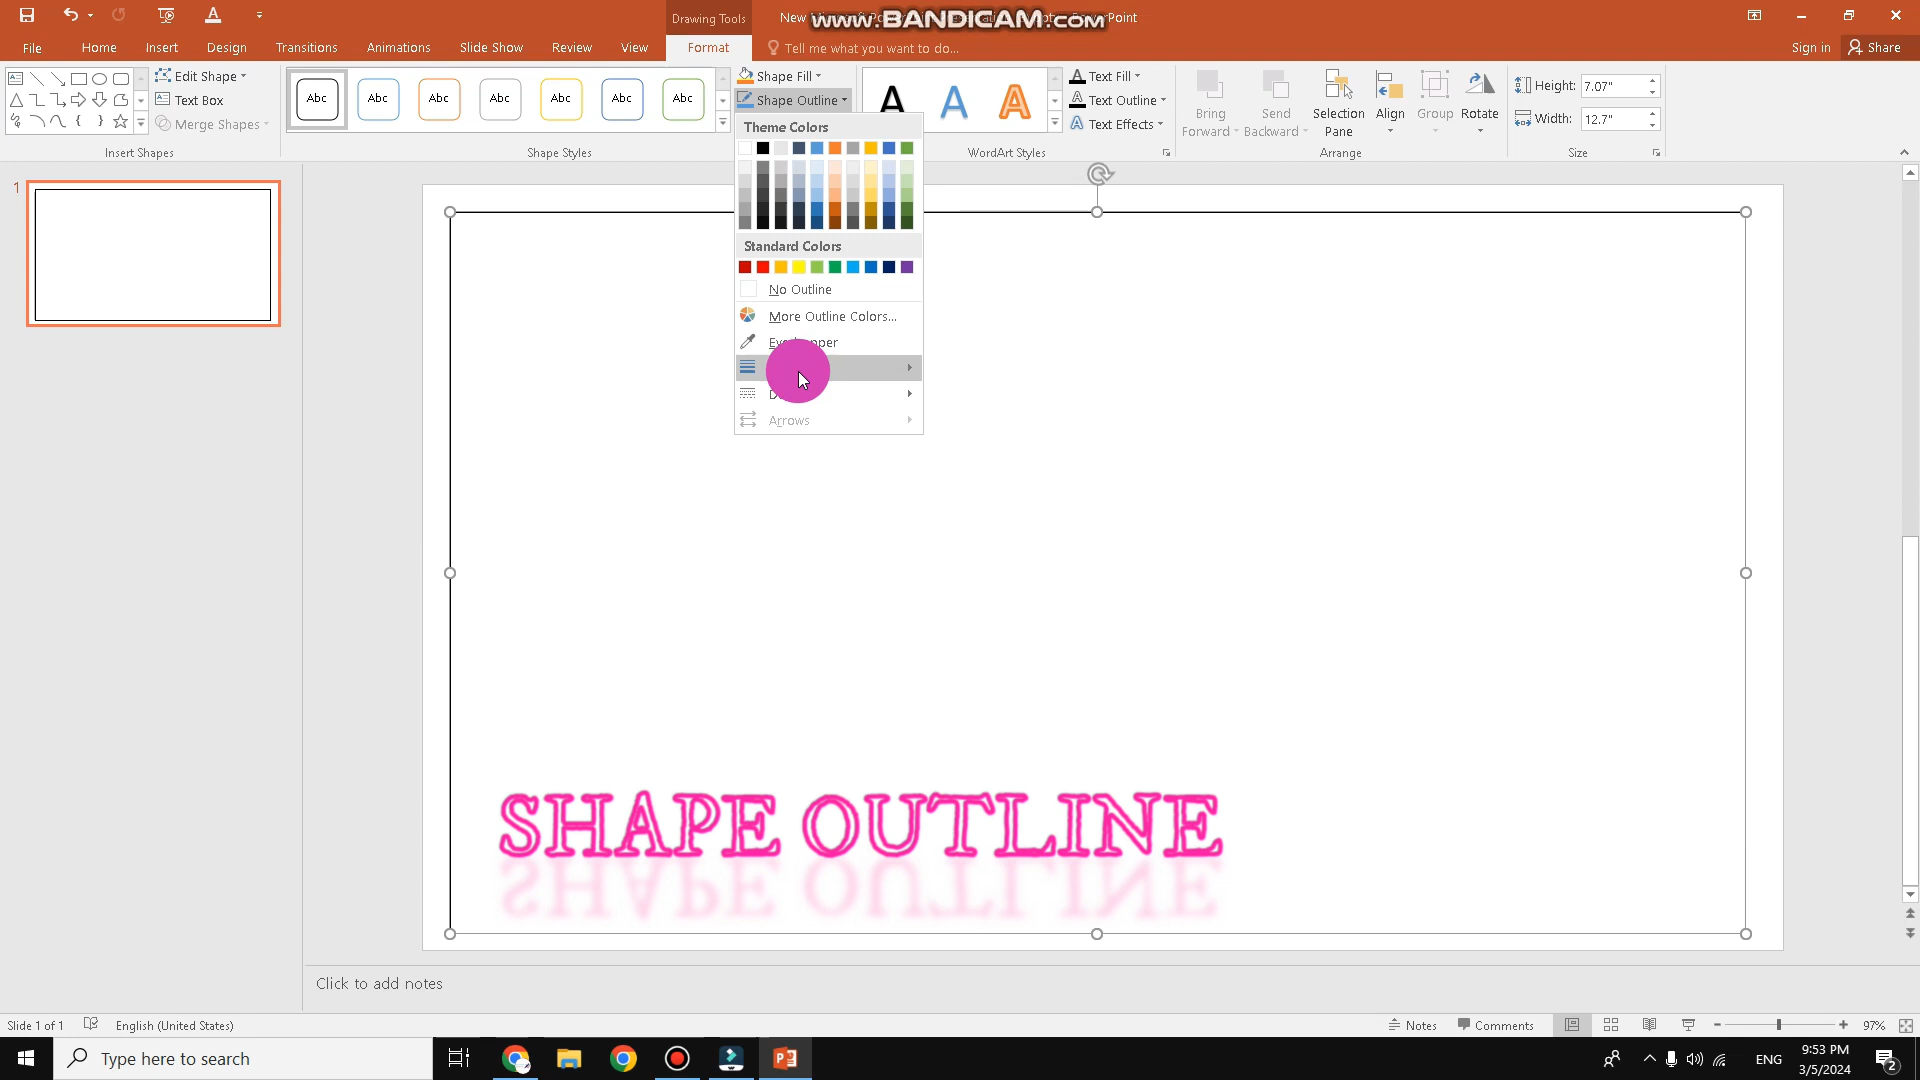 Drawing Tools
www.BANDICAM.com
File Home Insert Design Transitions Animations Slide Show Review View Format Tell me what you want to do... Sign in Share
Edit Shape
Text Box
Merge Shapes
Insert Shapes
Abc Abc Abc Abc Abc Abc Abc
Shape Styles
Shape Fill
Shape Outline
A A A
Text Fill
Text Outline
Text Effects
WordArt Styles
Bring Forward
Send Backward
Selection Pane
Align
Group
Rotate
Arrange
Height: 7.07"
Width: 12.7"
Size
Theme Colors
Standard Colors
No Outline
More Outline Colors...
Arrows
1
SHAPE OUTLINE
Click to add notes
Slide 1 of 1 English (United States) Notes Comments 97%
Type here to search
ENG
9:53 PM
3/5/2024
2